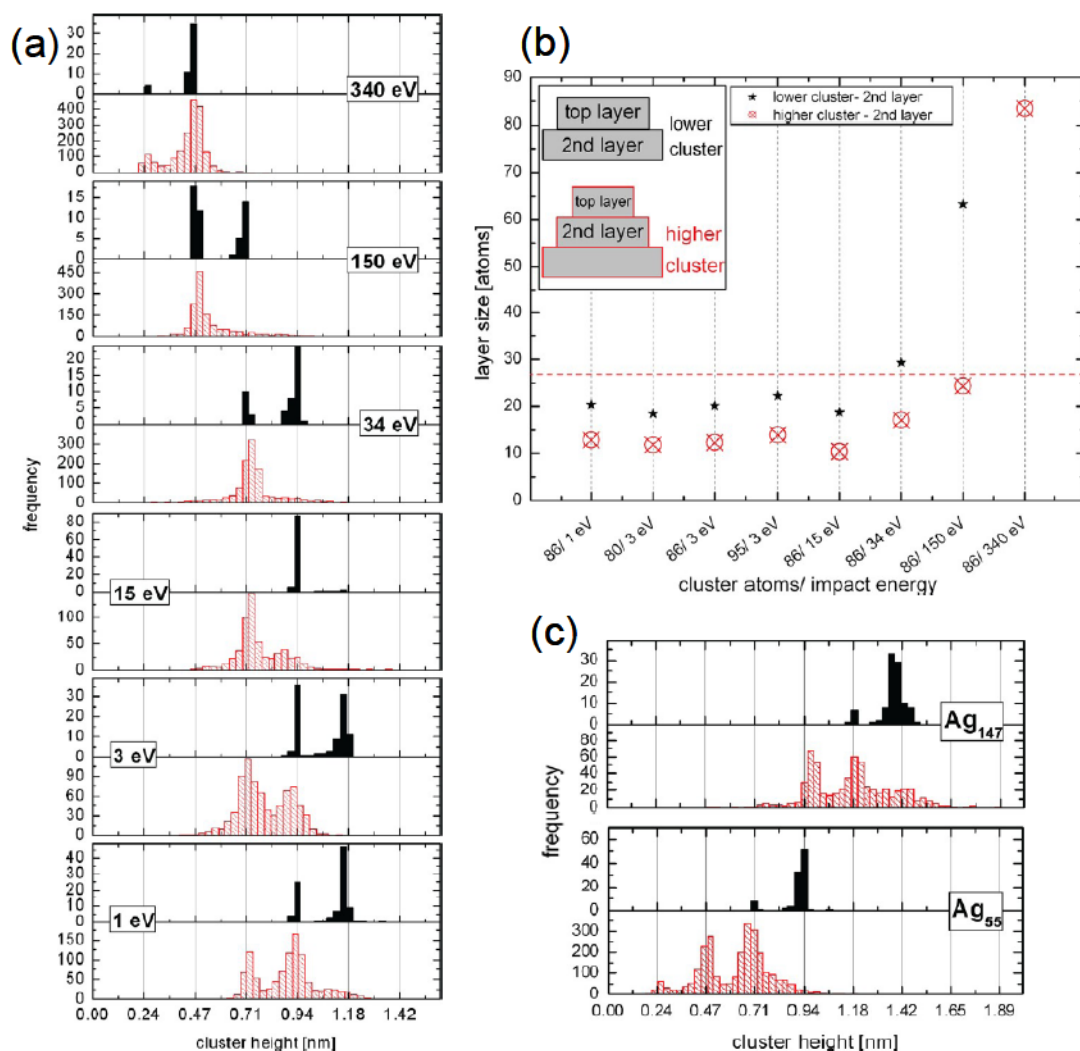 (a)
30
20
10
0
340 eV
400
300
200
100
0
15
10
5
0
150 eV
450
300
150
0
20
15
10
5
0
34 eV
300
200
100
0
frequency
80
60
40
20
0
15 eV
100
50
0
30
20
10
0
3 eV
90
60
30
0
40
30
20
10
0
1 eV
150
100
50
0
0.00 0.24 0.47 0.71 0.94 1.18 1.42
cluster height [nm]
(b)
90
85
80
75
70
65
60
55
90
50
40
30
20
10
0
layer size [atoms]
top layer
2nd layer
lower
cluster
top layer
2nd layer
higher
cluster
lower cluster- 2nd layer
higher cluster - 2nd layer
86/ 1 eV
80/ 3 eV
86/ 3 eV
95/ 3 eV
86/ 15 eV
86/ 34 eV
86/ 150 eV
86/ 340 eV
cluster atoms/ impact energy
(c)
30
20
10
0
Ag147
80
60
40
20
0
frequency
60
40
20
0
Ag55
300
200
100
0
0.00 0.24 0.47 0.71 0.94 1.18 1.42 1.65 1.89
cluster height [nm]